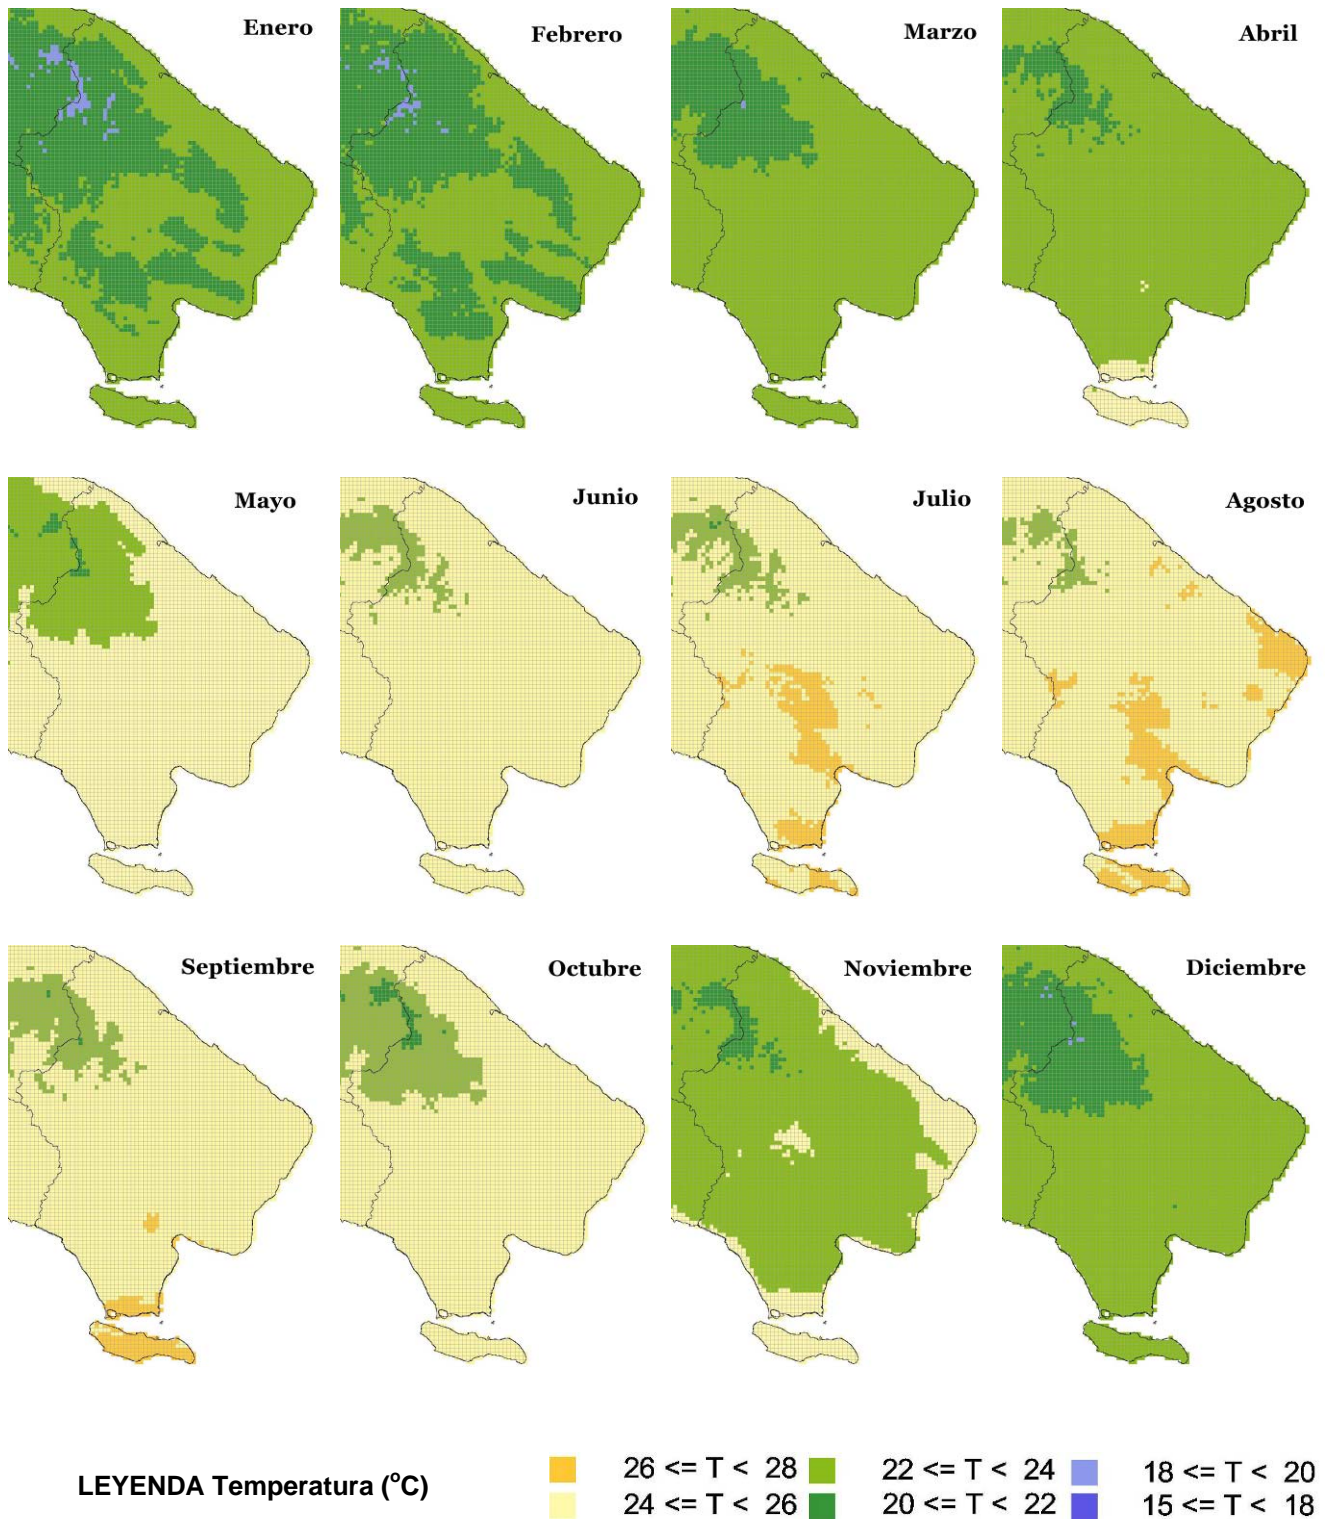 Enero
Febrero
Marzo
Abril
Mayo
Junio
Julio
Agosto
Septiembre
Octubre
Noviembre
Diciembre
LEYENDA Temperatura (°C)
26 <= T < 28
22 <= T < 24
18 <= T < 20
24 <= T < 26
20 <= T < 22
15 <= T < 18